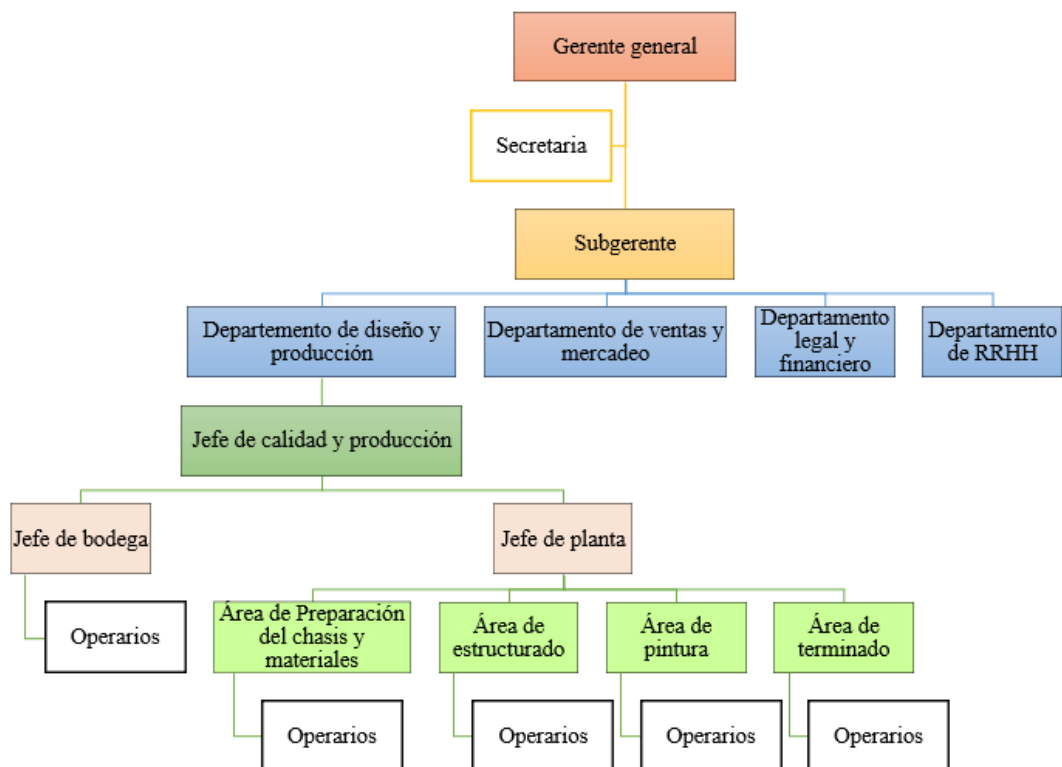 Gerente general
Secretaria
Subgerente
Departemento de diseño y
producción
Departamento de ventas y
mercadeo
Departamento
legal y
financiero
Departamento
de RRHH
Jefe de calidad y producción
Jefe de bodega
Jefe de planta
Operarios
Área de Preparación
del chasis y
materiales
Área de
estructurado
Área de
pintura
Área de
terminado
Operarios
Operarios
Operarios
Operarios